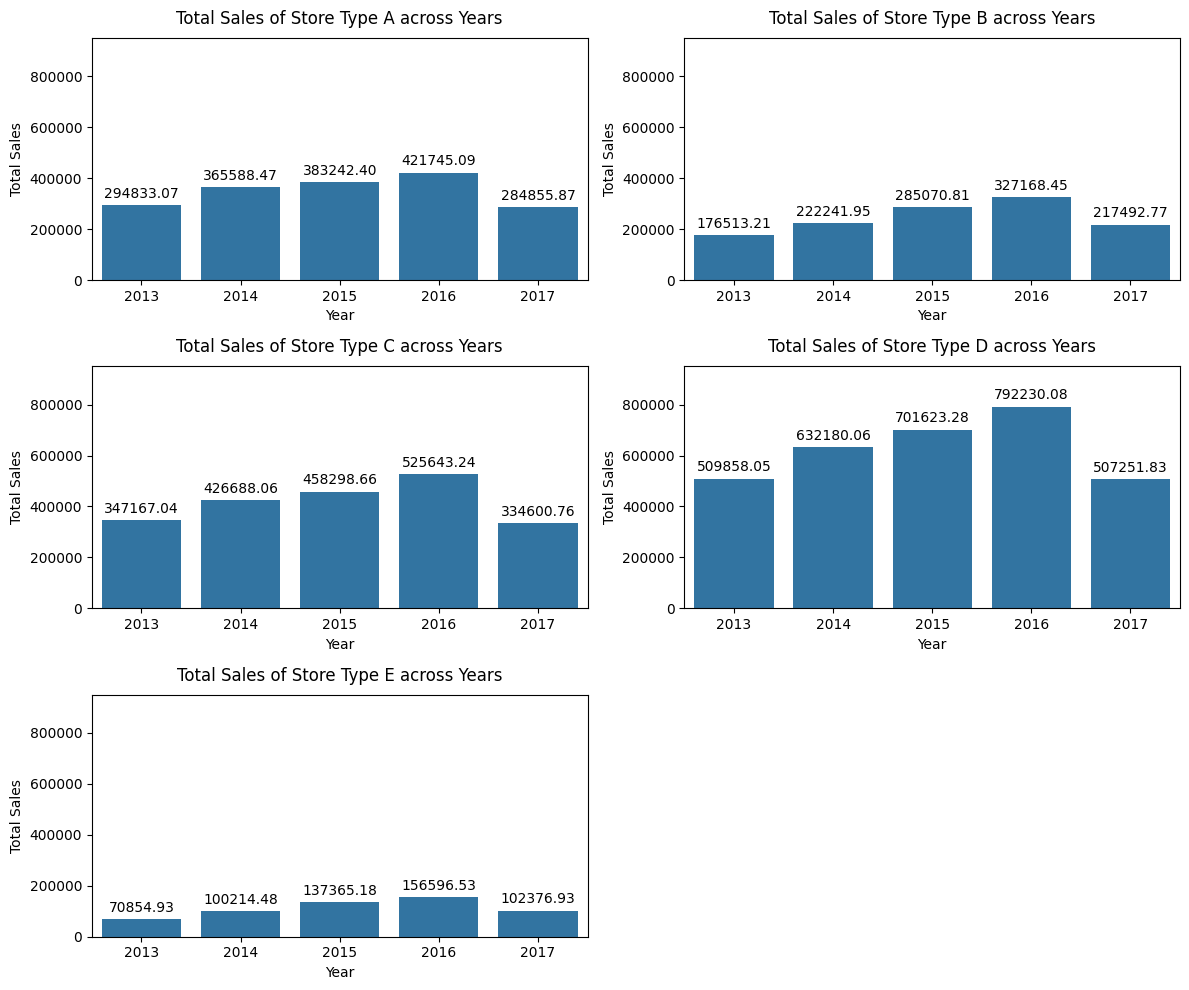 Total Sales of Store Type A across Years
Total Sales
800000
600000
400000
200000
0
294833.07
365588.47
383242.40
421745.09
284855.87
2013 2014 2015 2016 2017
Year
Total Sales of Store Type B across Years
Total Sales
800000
600000
400000
200000
0
176513.21
222241.95
285070.81
327168.45
217492.77
2013 2014 2015 2016 2017
Year
Total Sales of Store Type C across Years
Total Sales
800000
600000
400000
200000
0
347167.04
426688.06
458298.66
525643.24
334600.76
2013 2014 2015 2016 2017
Year
Total Sales of Store Type D across Years
Total Sales
800000
600000
400000
200000
0
509858.05
632180.06
701623.28
792230.08
507251.83
2013 2014 2015 2016 2017
Year
Total Sales of Store Type E across Years
Total Sales
800000
600000
400000
200000
0
70854.93
100214.48
137365.18
156596.53
102376.93
2013 2014 2015 2016 2017
Year